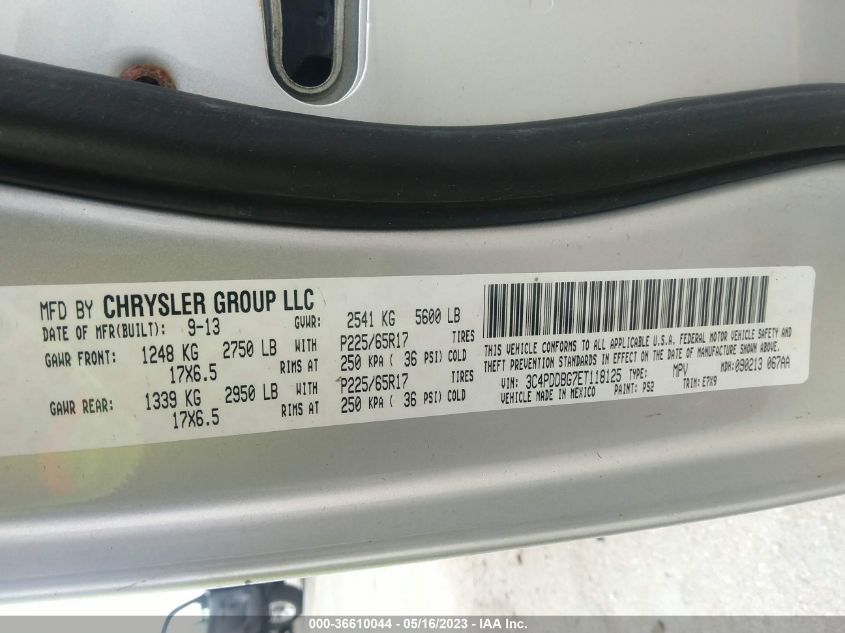 MFD BY CHRYSLER GROUP LLC
DATE OF MFR(BUILT): 9-13 GVWR: 2541 KG 5600 LB
GAWR FRONT: 1248 KG 2750 LB WITH P225/65R17 TIRES
17X6.5 RIMS AT 250 KPA ( 36 PSI) COLD
GAWR REAR: 1339 KG 2950 LB WITH P225/65R17 TIRES
17X6.5 RIMS AT 250 KPA ( 36 PSI) COLD
THIS VEHICLE CONFORMS TO ALL APPLICABLE U.S.A. FEDERAL MOTOR VEHICLE SAFETY AND
THEFT PREVENTION STANDARDS IN EFFECT ON THE DATE OF MANUFACTURE SHOWN ABOVE.
VIN: 3C4PDDBG7ET118125 TYPE: MPV MDH:090213 067AA
VEHICLE MADE IN MEXICO PAINT: PS2 TRIM: E7X9
000-36610044 - 05/16/2023 - IAA Inc.